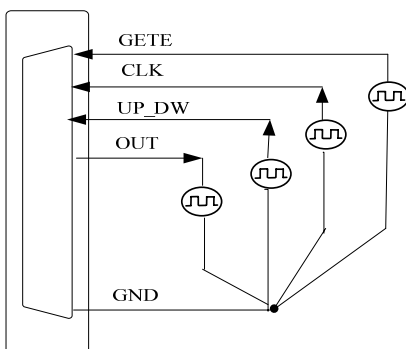 GETE
CLK
UP_DW
OUT
GND